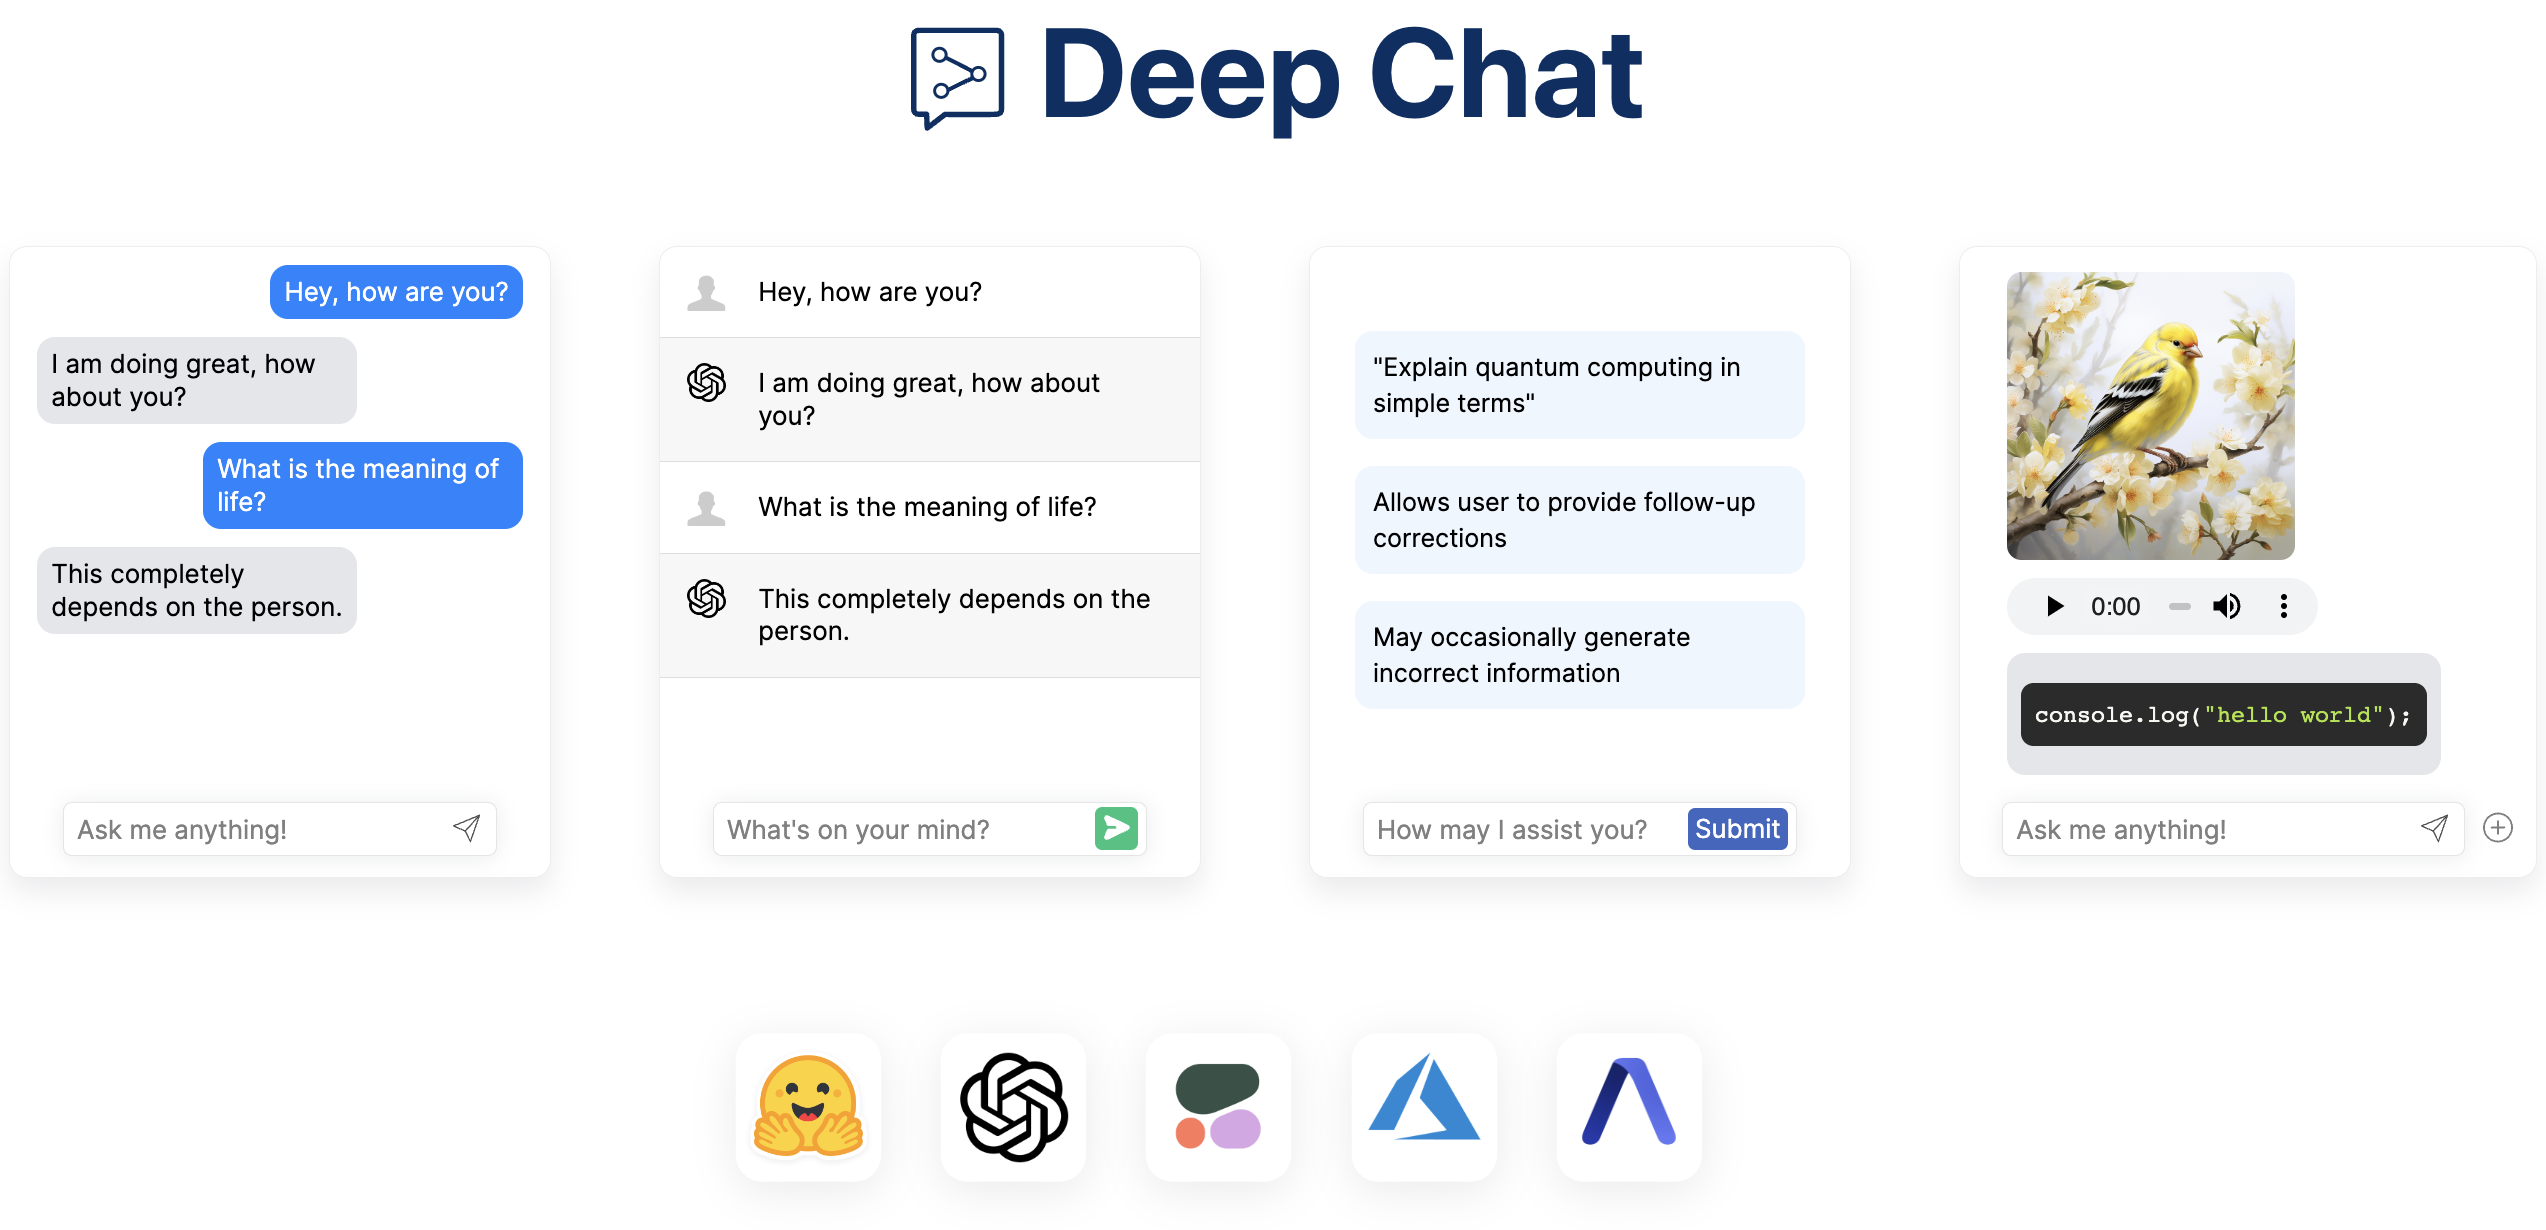 Deep Chat
Hey, how are you?
I am doing great, how
about you?
What is the meaning of
life?
This completely
depends on the person.
Ask me anything!
Hey, how are you?
I am doing great, how about
you?
What is the meaning of life?
This completely depends on the
person.
What's on your mind?
"Explain quantum computing in
simple terms"
Allows user to provide follow-up
corrections
May occasionally generate
incorrect information
How may I assist you?
Submit
0:00
console.log("hello world");
Ask me anything!